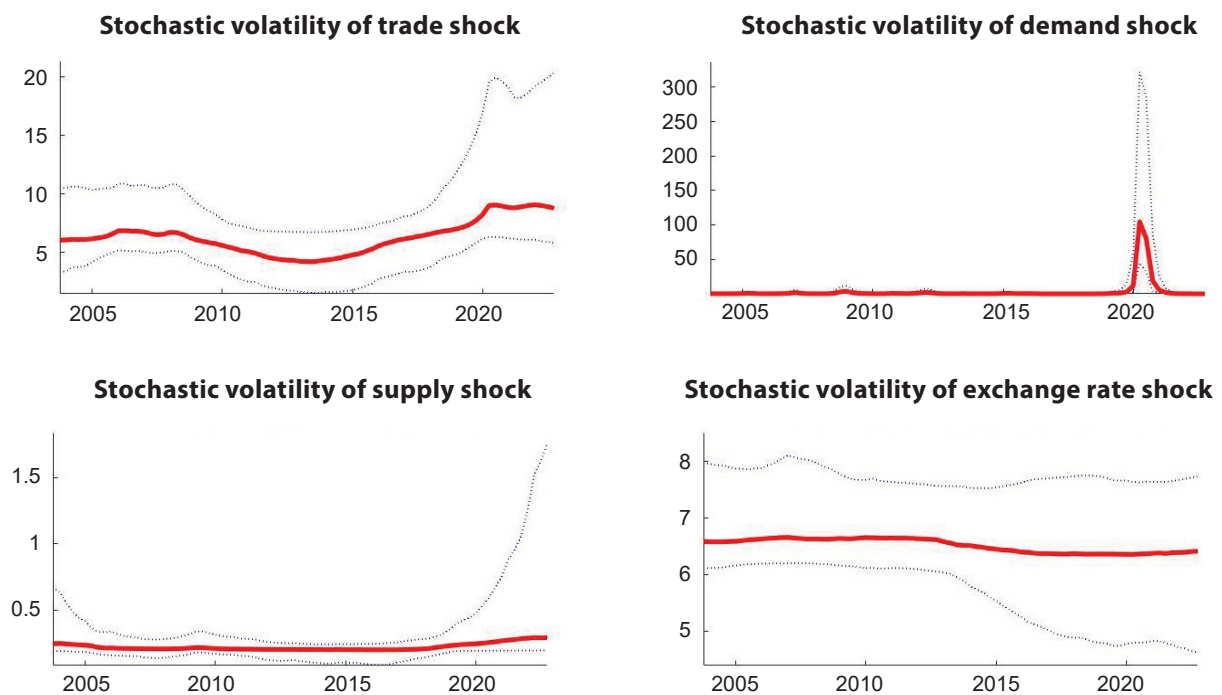 Stochastic volatility of trade shock
20
15
10
5
2005 2010 2015 2020
Stochastic volatility of demand shock
300
250
200
150
100
50
2005 2010 2015 2020
Stochastic volatility of supply shock
1.5
1
0.5
2005 2010 2015 2020
Stochastic volatility of exchange rate shock
8
7
6
5
2005 2010 2015 2020